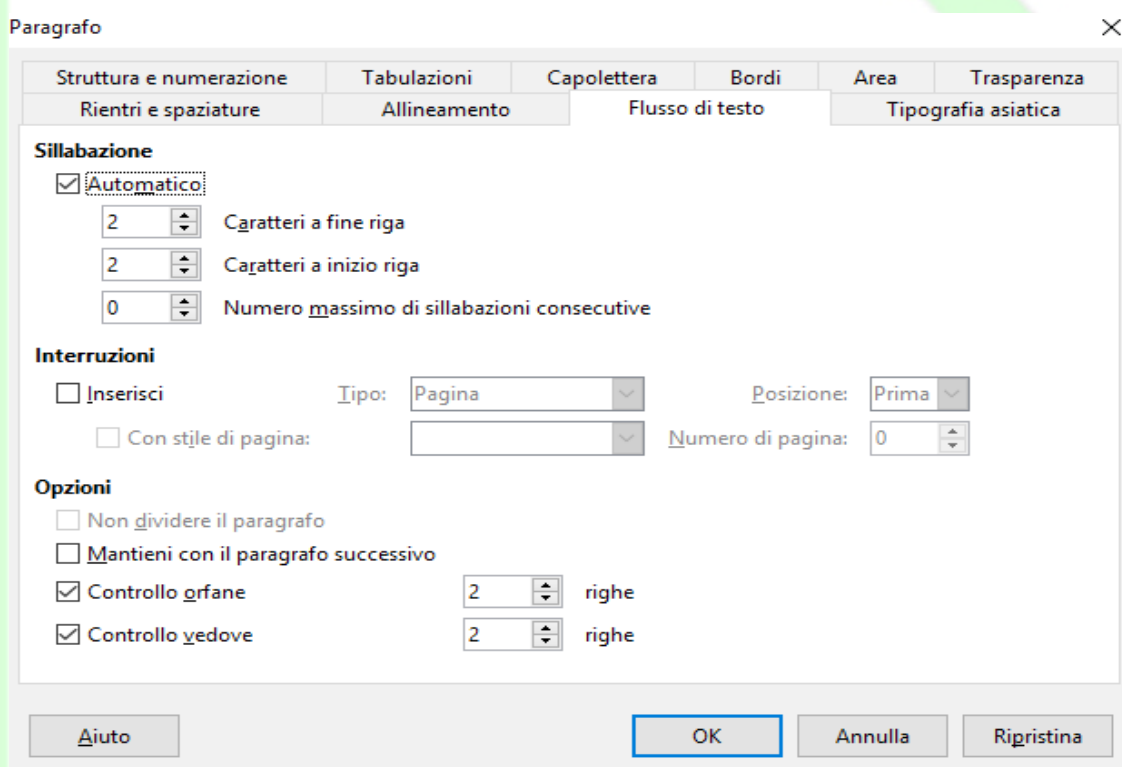 Paragrafo
Struttura e numerazione Tabulazioni Capolettera Bordi Area Trasparenza
Rientri e spaziature Allineamento Flusso di testo Tipografia asiatica
Sillabazione
Automatico
2 Caratteri a fine riga
2 Caratteri a inizio riga
0 Numero massimo di sillabazioni consecutive
Interruzioni
Inserisci Tipo: Pagina Posizione: Prima
Con stile di pagina: Numero di pagina: 0
Opzioni
Non dividere il paragrafo
Mantieni con il paragrafo successivo
Controllo orfane 2 righe
Controllo vedove 2 righe
Aiuto OK Annulla Ripristina